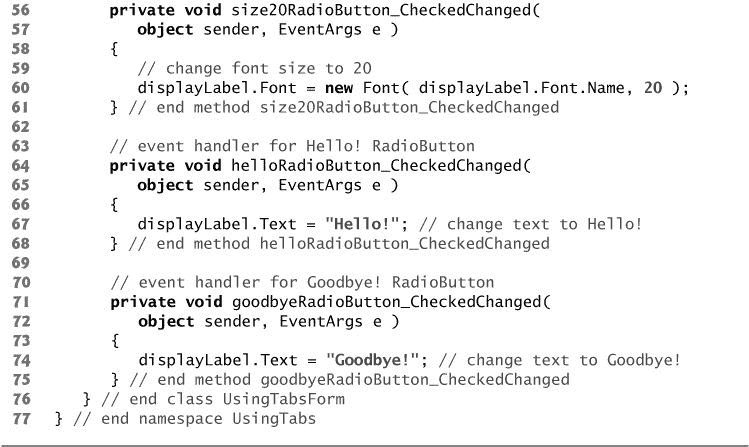 56 private void size20RadioButton_CheckedChanged(
57 object sender, EventArgs e )
58 {
59 // change font size to 20
60 displayLabel.Font = new Font( displayLabel.Font.Name, 20 );
61 } // end method size20RadioButton_CheckedChanged
62
63 // event handler for Hello! RadioButton
64 private void helloRadioButton_CheckedChanged(
65 object sender, EventArgs e )
66 {
67 displayLabel.Text = "Hello!"; // change text to Hello!
68 } // end method helloRadioButton_CheckedChanged
69
70 // event handler for Goodbye! RadioButton
71 private void goodbyeRadioButton_CheckedChanged(
72 object sender, EventArgs e )
73 {
74 displayLabel.Text = "Goodbye!"; // change text to Goodbye!
75 } // end method goodbyeRadioButton_CheckedChanged
76 } // end class UsingTabsForm
77 } // end namespace UsingTabs